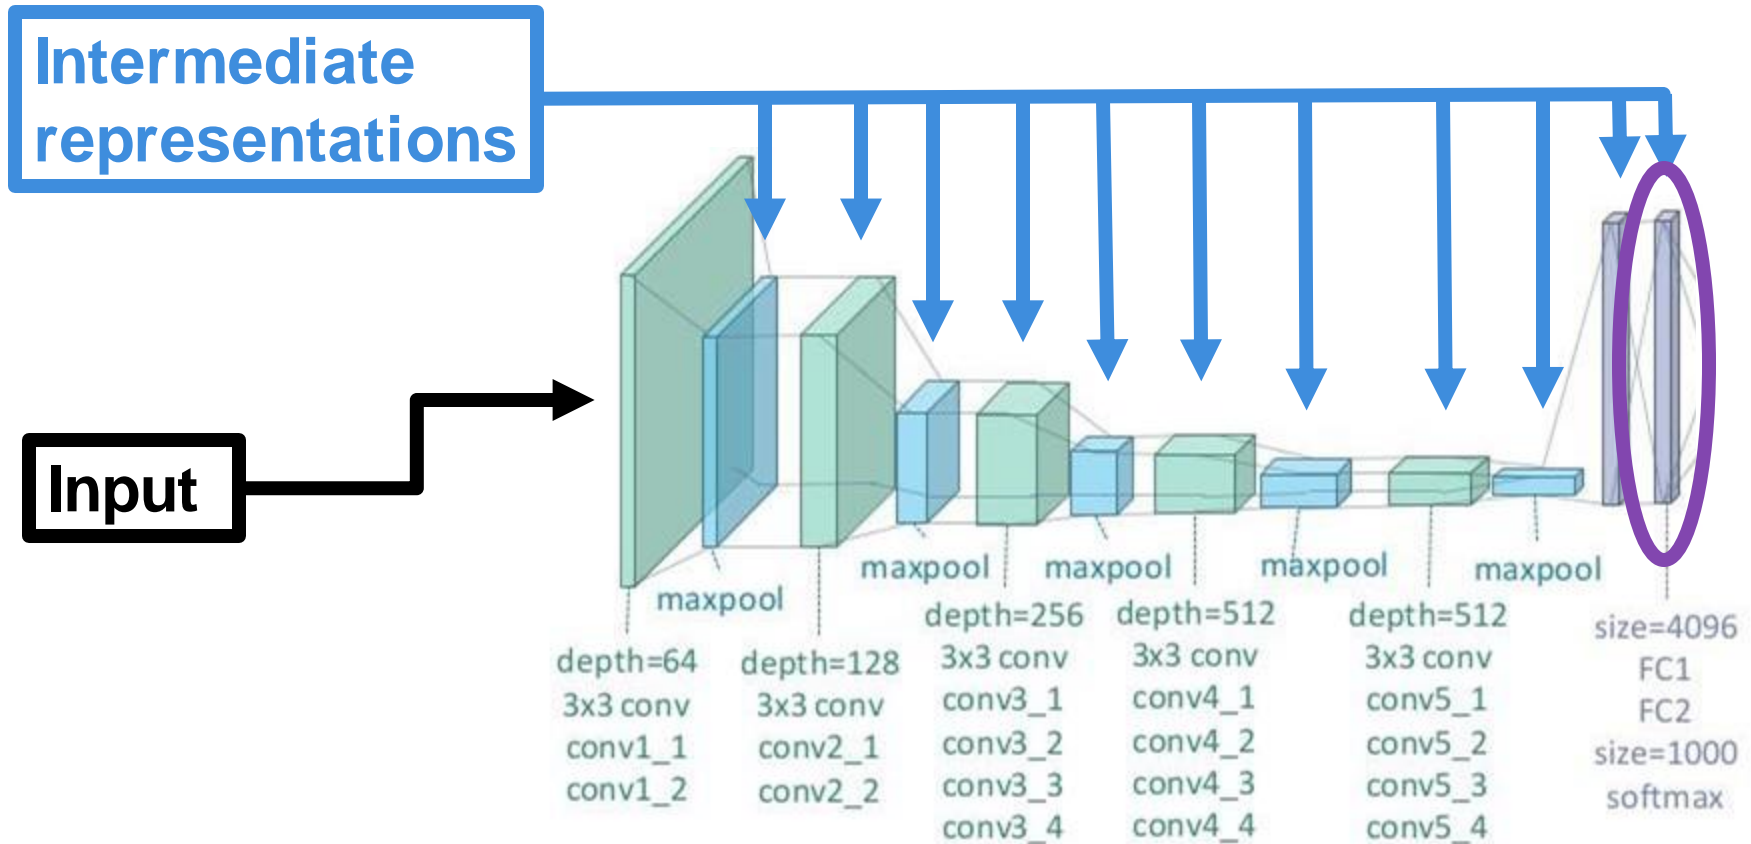 Intermediate
representations
Input
maxpool
maxpool
maxpool
maxpool
maxpool
depth=64
3x3 conv
conv1_1
conv1_2
depth=128
3x3 conv
conv2_1
conv2_2
depth=256
3x3 conv
conv3_1
conv3_2
conv3_3
conv3_4
depth=512
3x3 conv
conv4_1
conv4_2
conv4_3
conv4_4
depth=512
3x3 conv
conv5_1
conv5_2
conv5_3
conv5_4
size=4096
FC1
FC2
size=1000
softmax